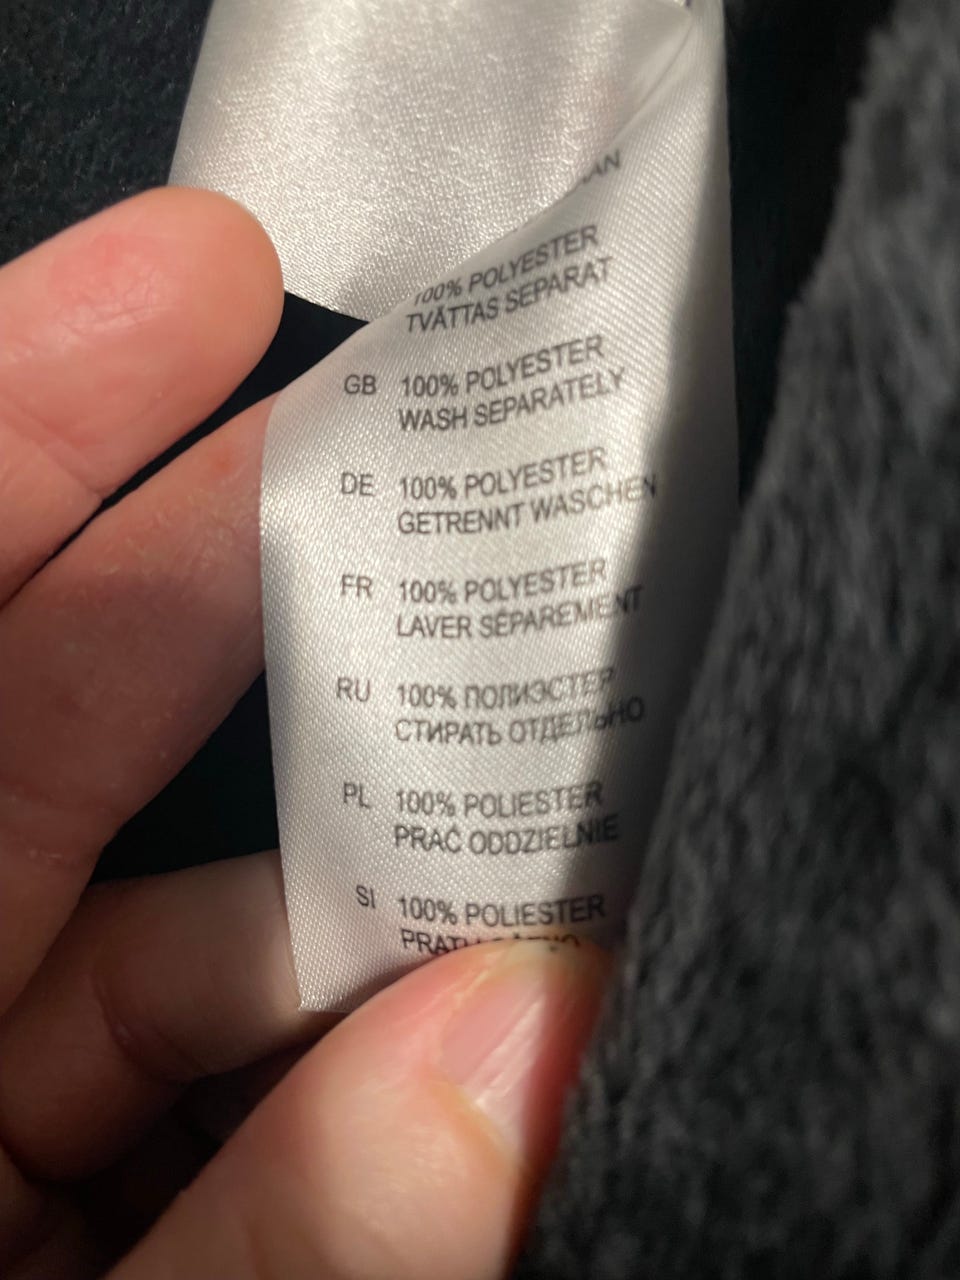 100% POLYESTER
TVÄTTAS SEPARAT
GB 100% POLYESTER
WASH SEPARATELY
DE 100% POLYESTER
GETRENNT WASCHEN
FR 100% POLYESTER
LAVER SÉPAREMENT
RU 100% ПОЛИЭСТЕР
СТИРАТЬ ОТДЕЛЬНО
PL 100% POLIESTER
PRAĆ ODDZIELNIE
SI 100% POLIESTER